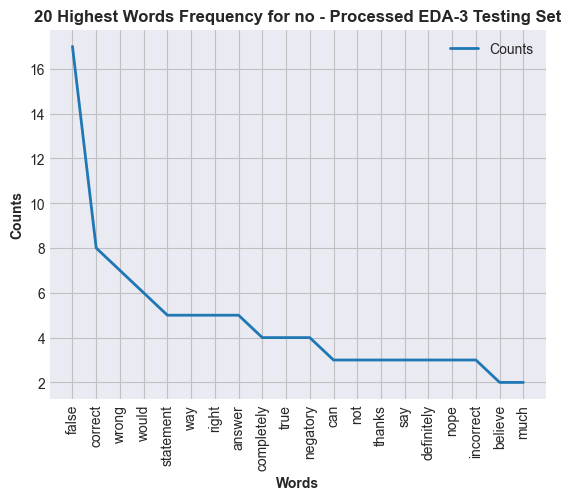 20 Highest Words Frequency for no - Processed EDA-3 Testing Set
Counts
16
14
12
10
8
6
4
2
Counts
false
correct
wrong
would
statement
way
right
answer
completely
true
negatory
can
not
thanks
say
definitely
nope
incorrect
believe
much
Words